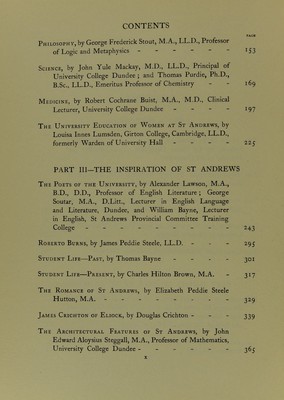 CONTENTS
PAGE
PHILOSOPHY, by George Frederick Stout, M.A., LL.D., Professor
of Logic and Metaphysics - - - - - 153
SCIENCE, by John Yule Mackay, M.D., LL.D., Principal of
University College Dundee; and Thomas Purdie, Ph.D.,
B.Sc., LL.D., Emeritus Professor of Chemistry - - 169
MEDICINE, by Robert Cochrane Buist, M.A., M.D., Clinical
Lecturer, University College Dundee - - - 197
THE UNIVERSITY EDUCATION OF WOMEN AT ST ANDREWS, by
Louisa Innes Lumsden, Girton College, Cambridge, LL.D.,
formerly Warden of University Hall - - - 225
PART III—THE INSPIRATION OF ST ANDREWS
THE POETS OF THE UNIVERSITY, by Alexander Lawson, M.A.,
B.D., D.D., Professor of English Literature; George
Soutar, M.A., D.Litt., Lecturer in English Language
and Literature, Dundee, and William Bayne, Lecturer
in English, St Andrews Provincial Committee Training
College - - - - - - - - 243
ROBERTO BURNS, by James Peddie Steele, LL.D. - - - 295
STUDENT LIFE—PAST, by Thomas Bayne - - - - 301
STUDENT LIFE—PRESENT, by Charles Hilton Brown, M.A. - 317
THE ROMANCE OF ST ANDREWS, by Elizabeth Peddie Steele
Hutton, M.A. - - - - - - - 329
JAMES CRICHTON OF ELIOCK, by Douglas Crichton - - - 339
THE ARCHITECTURAL FEATURES OF ST ANDREWS, by John
Edward Aloysius Steggall, M.A., Professor of Mathematics,
University College Dundee - - - - - 365
x